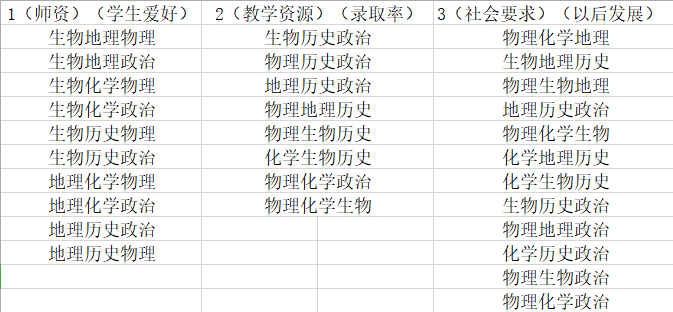 1（师资）（学生爱好） 2（教学资源）（录取率） 3（社会要求）（以后发展）
生物地理物理 生物历史政治 物理化学地理
生物地理政治 物理历史政治 生物地理历史
生物化学物理 地理历史政治 物理生物地理
生物化学政治 物理地理历史 地理历史政治
生物历史物理 物理生物历史 物理化学生物
生物历史政治 化学生物历史 化学地理历史
地理化学物理 物理化学政治 化学生物历史
地理化学政治 物理化学生物 生物历史政治
地理历史政治 物理地理政治
地理历史物理 化学历史政治
物理生物政治
物理化学政治